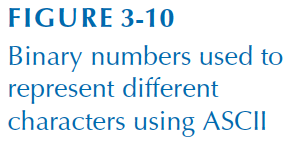 FIGURE 3-10
Binary numbers used to
represent different
characters using ASCII